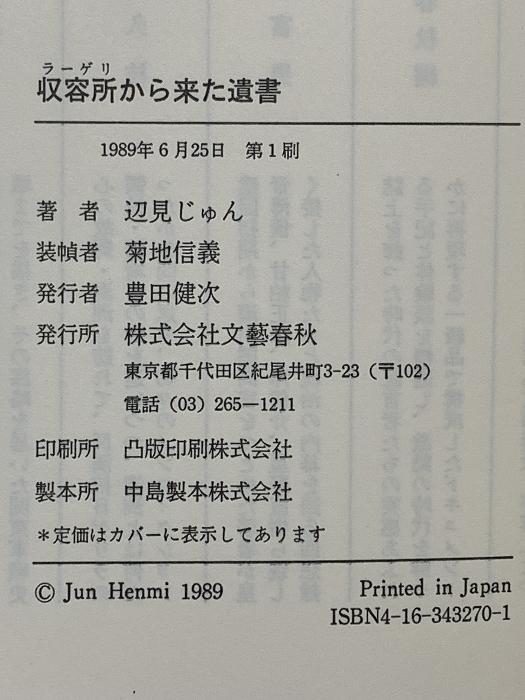 ラーゲリ
収容所から来た遺書
1989年6月25日 第1刷
著 者 辺見じゅん
装幀者 菊地信義
発行者 豊田健次
発行所 株式会社文藝春秋
東京都千代田区紀尾井町3-23（〒102）
電話（03）265―1211
印刷所 凸版印刷株式会社
製本所 中島製本株式会社
＊定価はカバーに表示してあります
© Jun Henmi 1989
Printed in Japan
ISBN4-16-343270-1